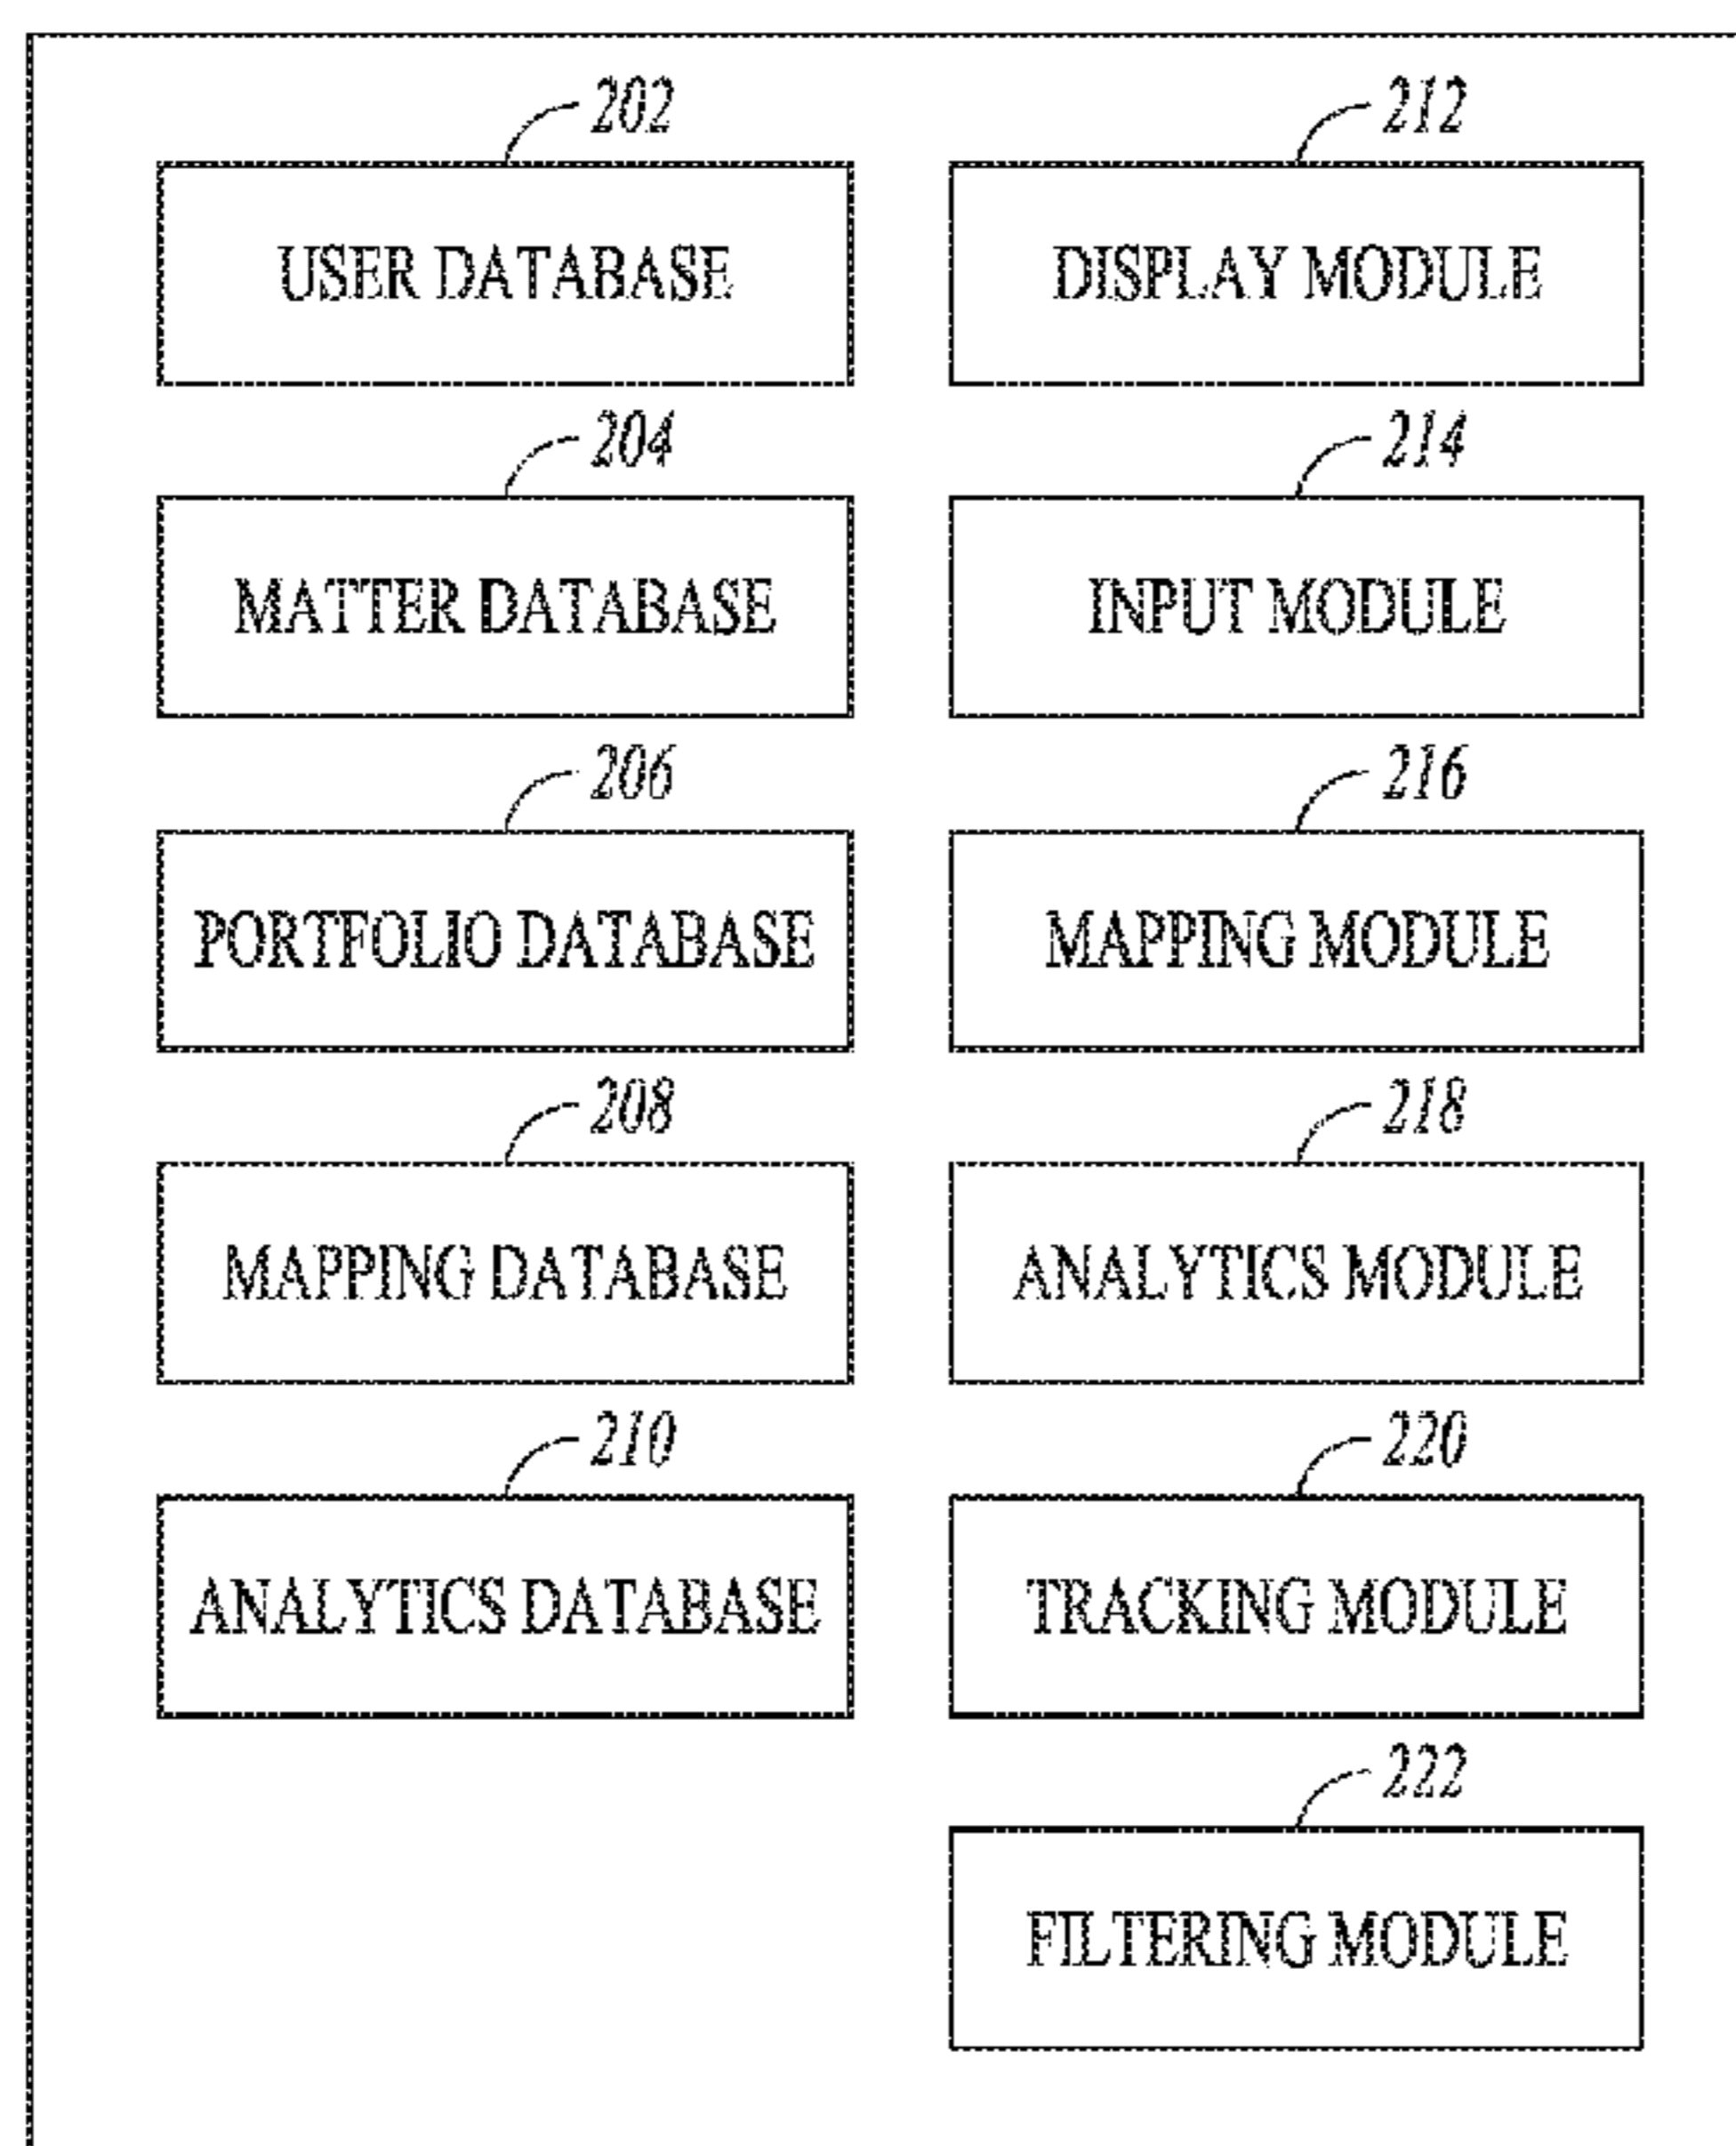 202
USER DATABASE
212
DISPLAY MODULE
204
MATTER DATABASE
214
INPUT MODULE
206
PORTFOLIO DATABASE
216
MAPPING MODULE
208
MAPPING DATABASE
218
ANALYTICS MODULE
210
ANALYTICS DATABASE
220
TRACKING MODULE
222
FILTERING MODULE